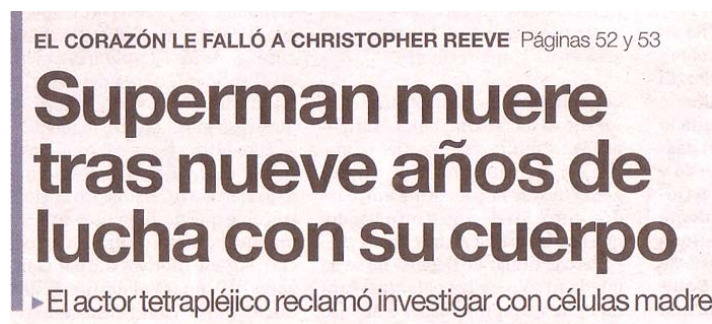 EL CORAZÓN LE FALLÓ A CHRISTOPHER REEVE Páginas 52 y 53
Superman muere
tras nueve años de
lucha con su cuerpo
▸El actor tetrapléjico reclamó investigar con células madre